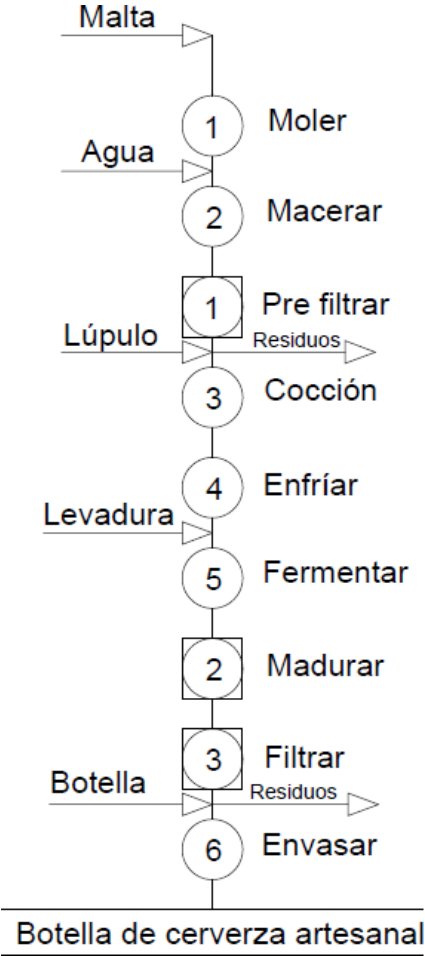 Malta
1 Moler
Agua
2 Macerar
1 Pre filtrar
Lúpulo Residuos
3 Cocción
4 Enfríar
Levadura
5 Fermentar
2 Madurar
3 Filtrar
Botella Residuos
6 Envasar
Botella de cerverza artesanal